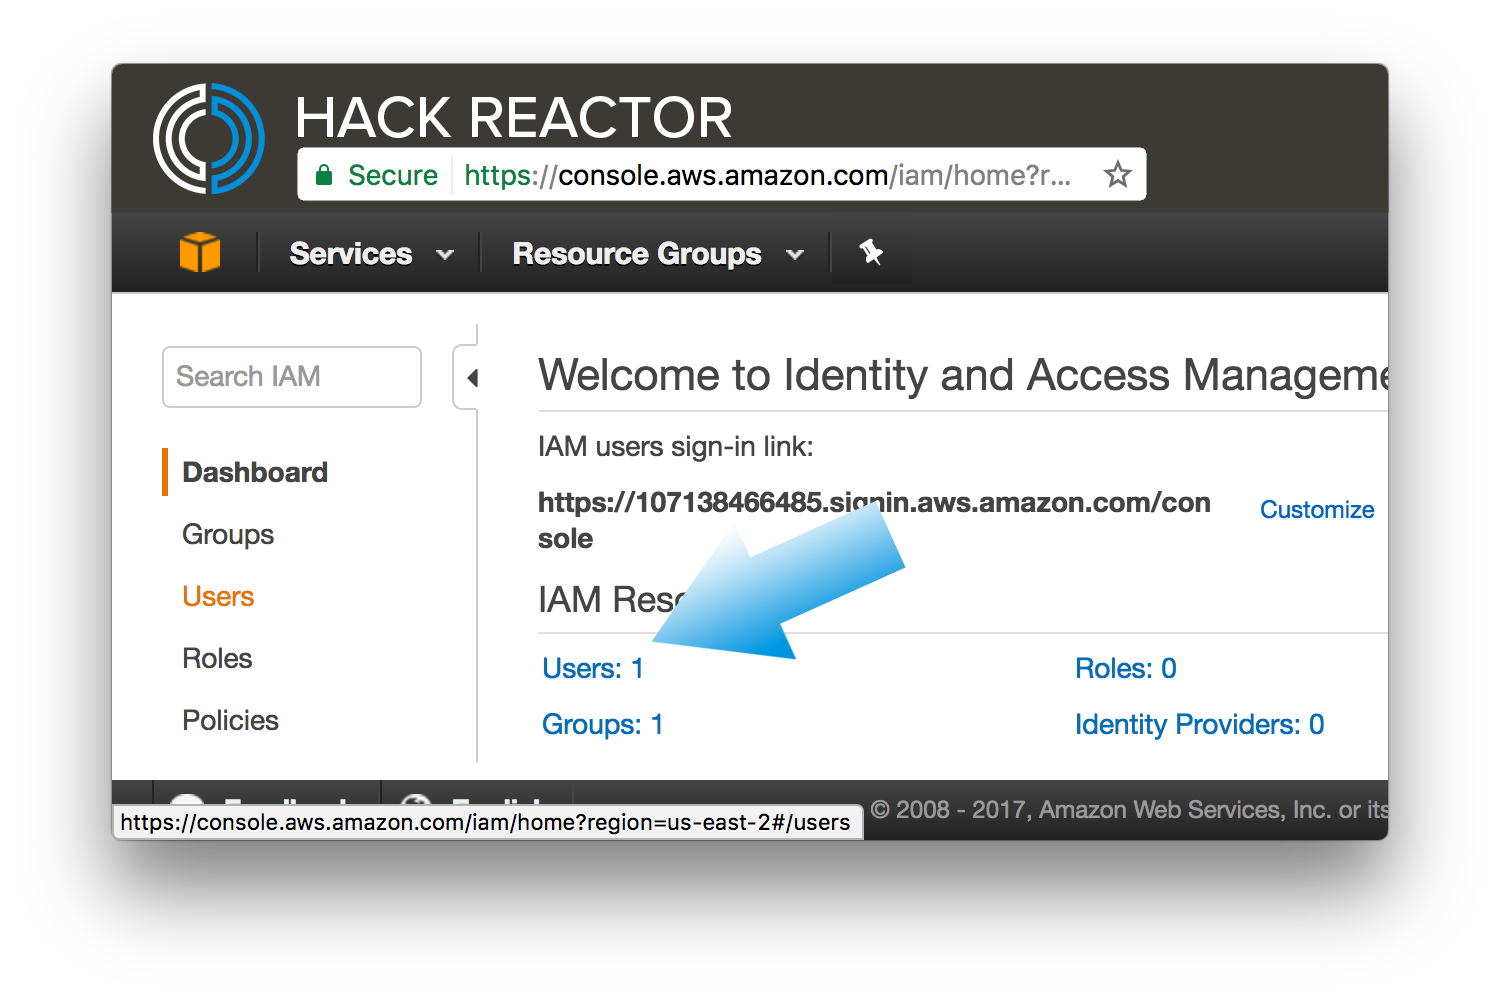 HACK REACTOR
Secure https://console.aws.amazon.com/iam/home?r...
Services Resource Groups
Search IAM
Dashboard
Groups
Users
Roles
Policies
Welcome to Identity and Access Manageme
IAM users sign-in link:
https://107138466485.signin.aws.amazon.com/con
sole
Customize
IAM Reso
Users: 1
Roles: 0
Groups: 1
Identity Providers: 0
https://console.aws.amazon.com/iam/home?region=us-east-2#/users
© 2008 - 2017, Amazon Web Services, Inc. or its